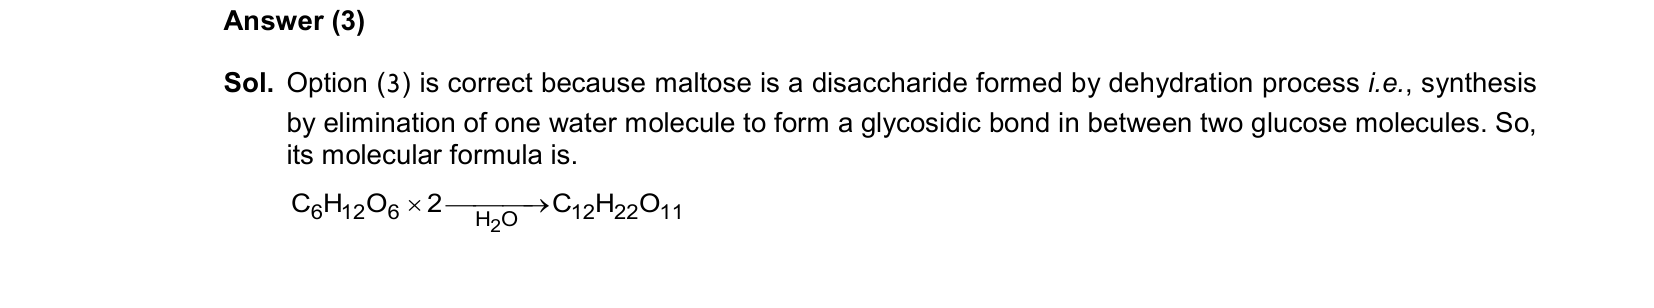 Answer (3)
Sol. Option (3) is correct because maltose is a disaccharide formed by dehydration process i.e., synthesis
by elimination of one water molecule to form a glycosidic bond in between two glucose molecules. So,
its molecular formula is.
C₆H₁₂O₆ × 2 ⟶ C₁₂H₂₂O₁₁
H₂O